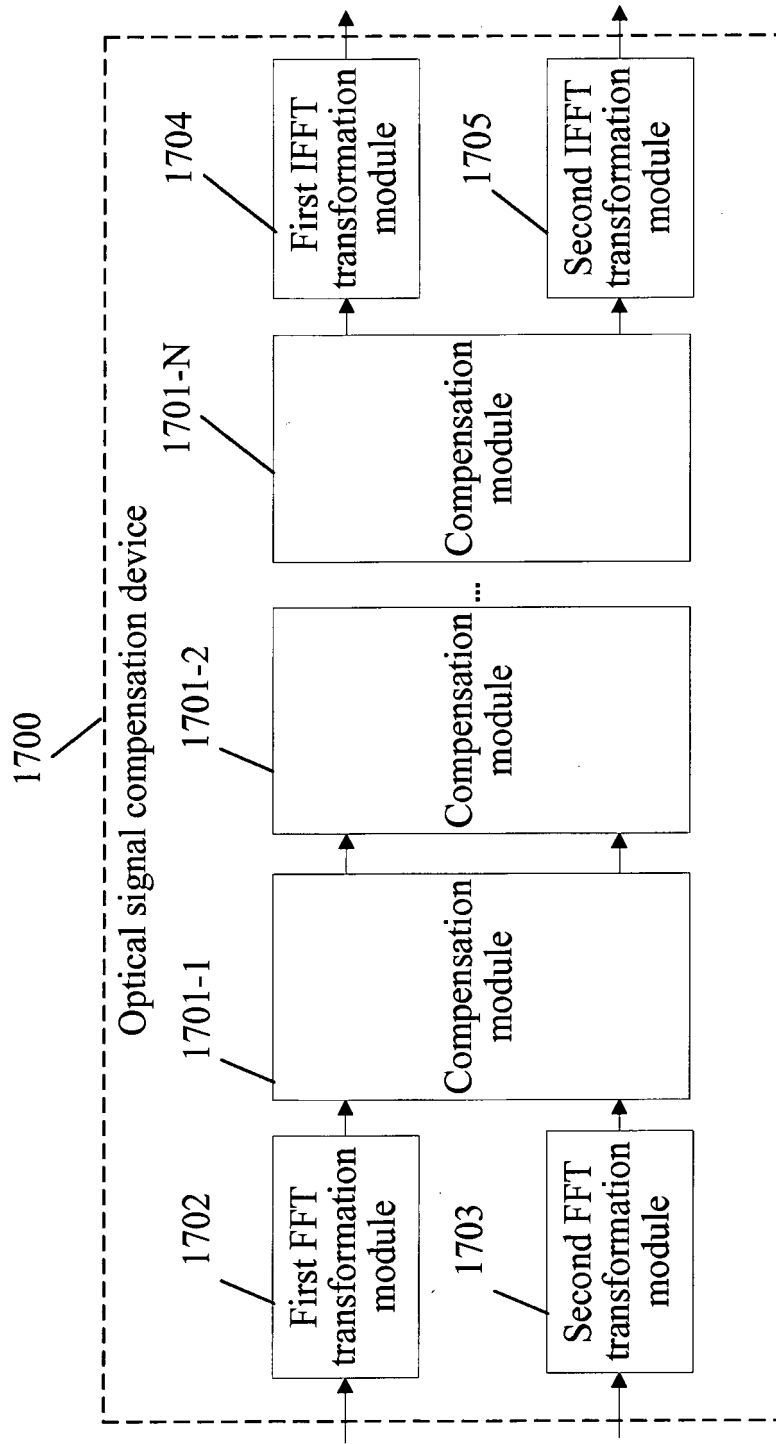 1700
Optical signal compensation device
1702
First FFT
transformation
module
1703
Second FFT
transformation
module
1701-1
Compensation
module
1701-2
Compensation
module
...
1701-N
Compensation
module
1704
First IFFT
transformation
module
1705
Second IFFT
transformation
module